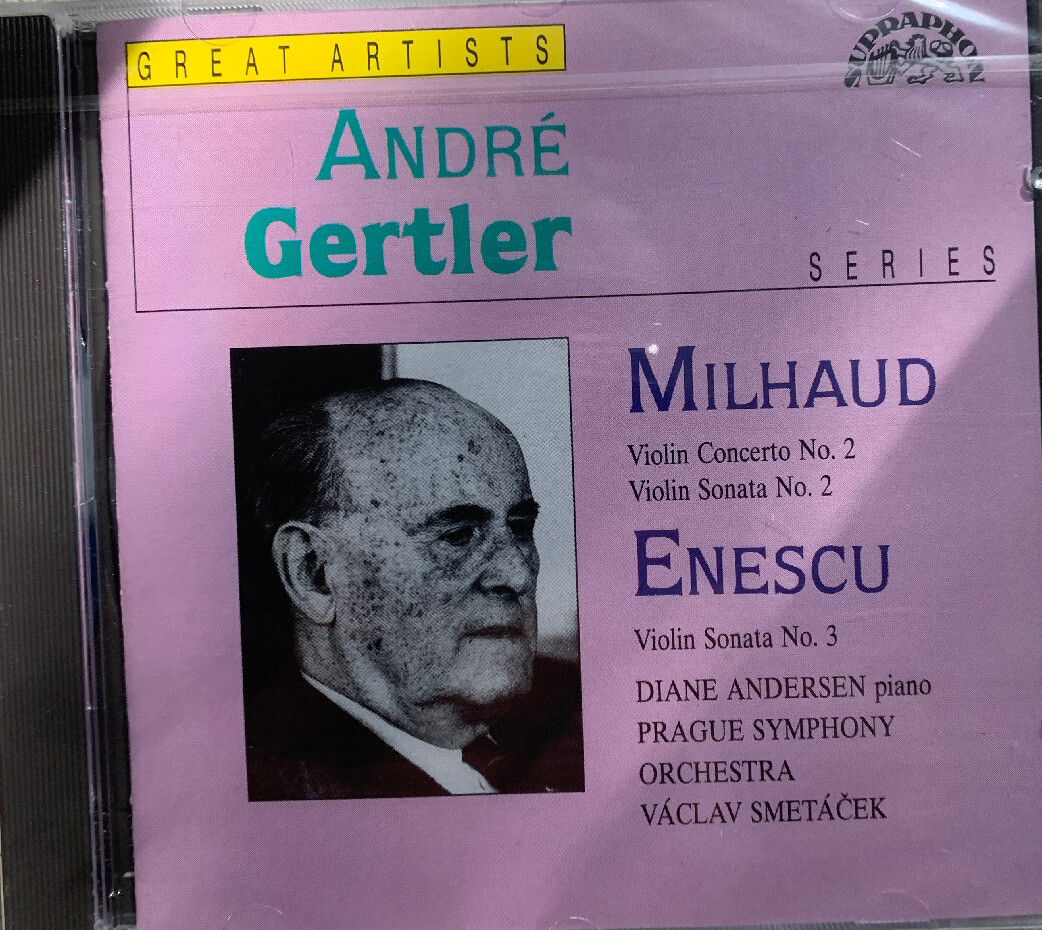 GREAT ARTISTS
SUPRAPHON
ANDRÉ
Gertler
SERIES
MILHAUD
Violin Concerto No. 2
Violin Sonata No. 2
ENESCU
Violin Sonata No. 3
DIANE ANDERSEN piano
PRAGUE SYMPHONY
ORCHESTRA
VÁCLAV SMETÁČEK